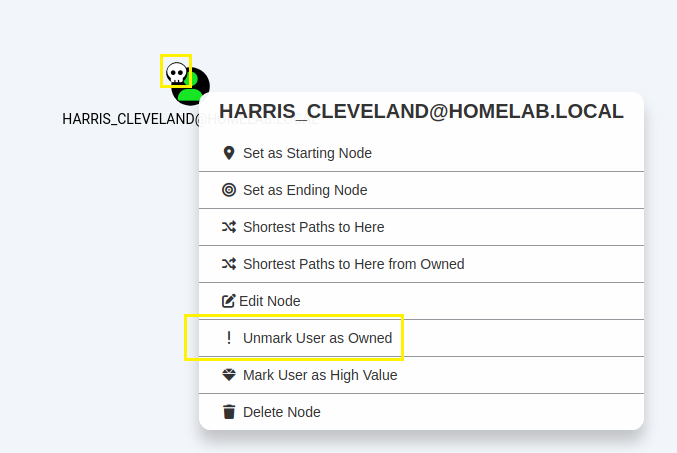 HARRIS_CLEVELAND@
HARRIS_CLEVELAND@HOMELAB.LOCAL
Set as Starting Node
Set as Ending Node
Shortest Paths to Here
Shortest Paths to Here from Owned
Edit Node
Unmark User as Owned
Mark User as High Value
Delete Node